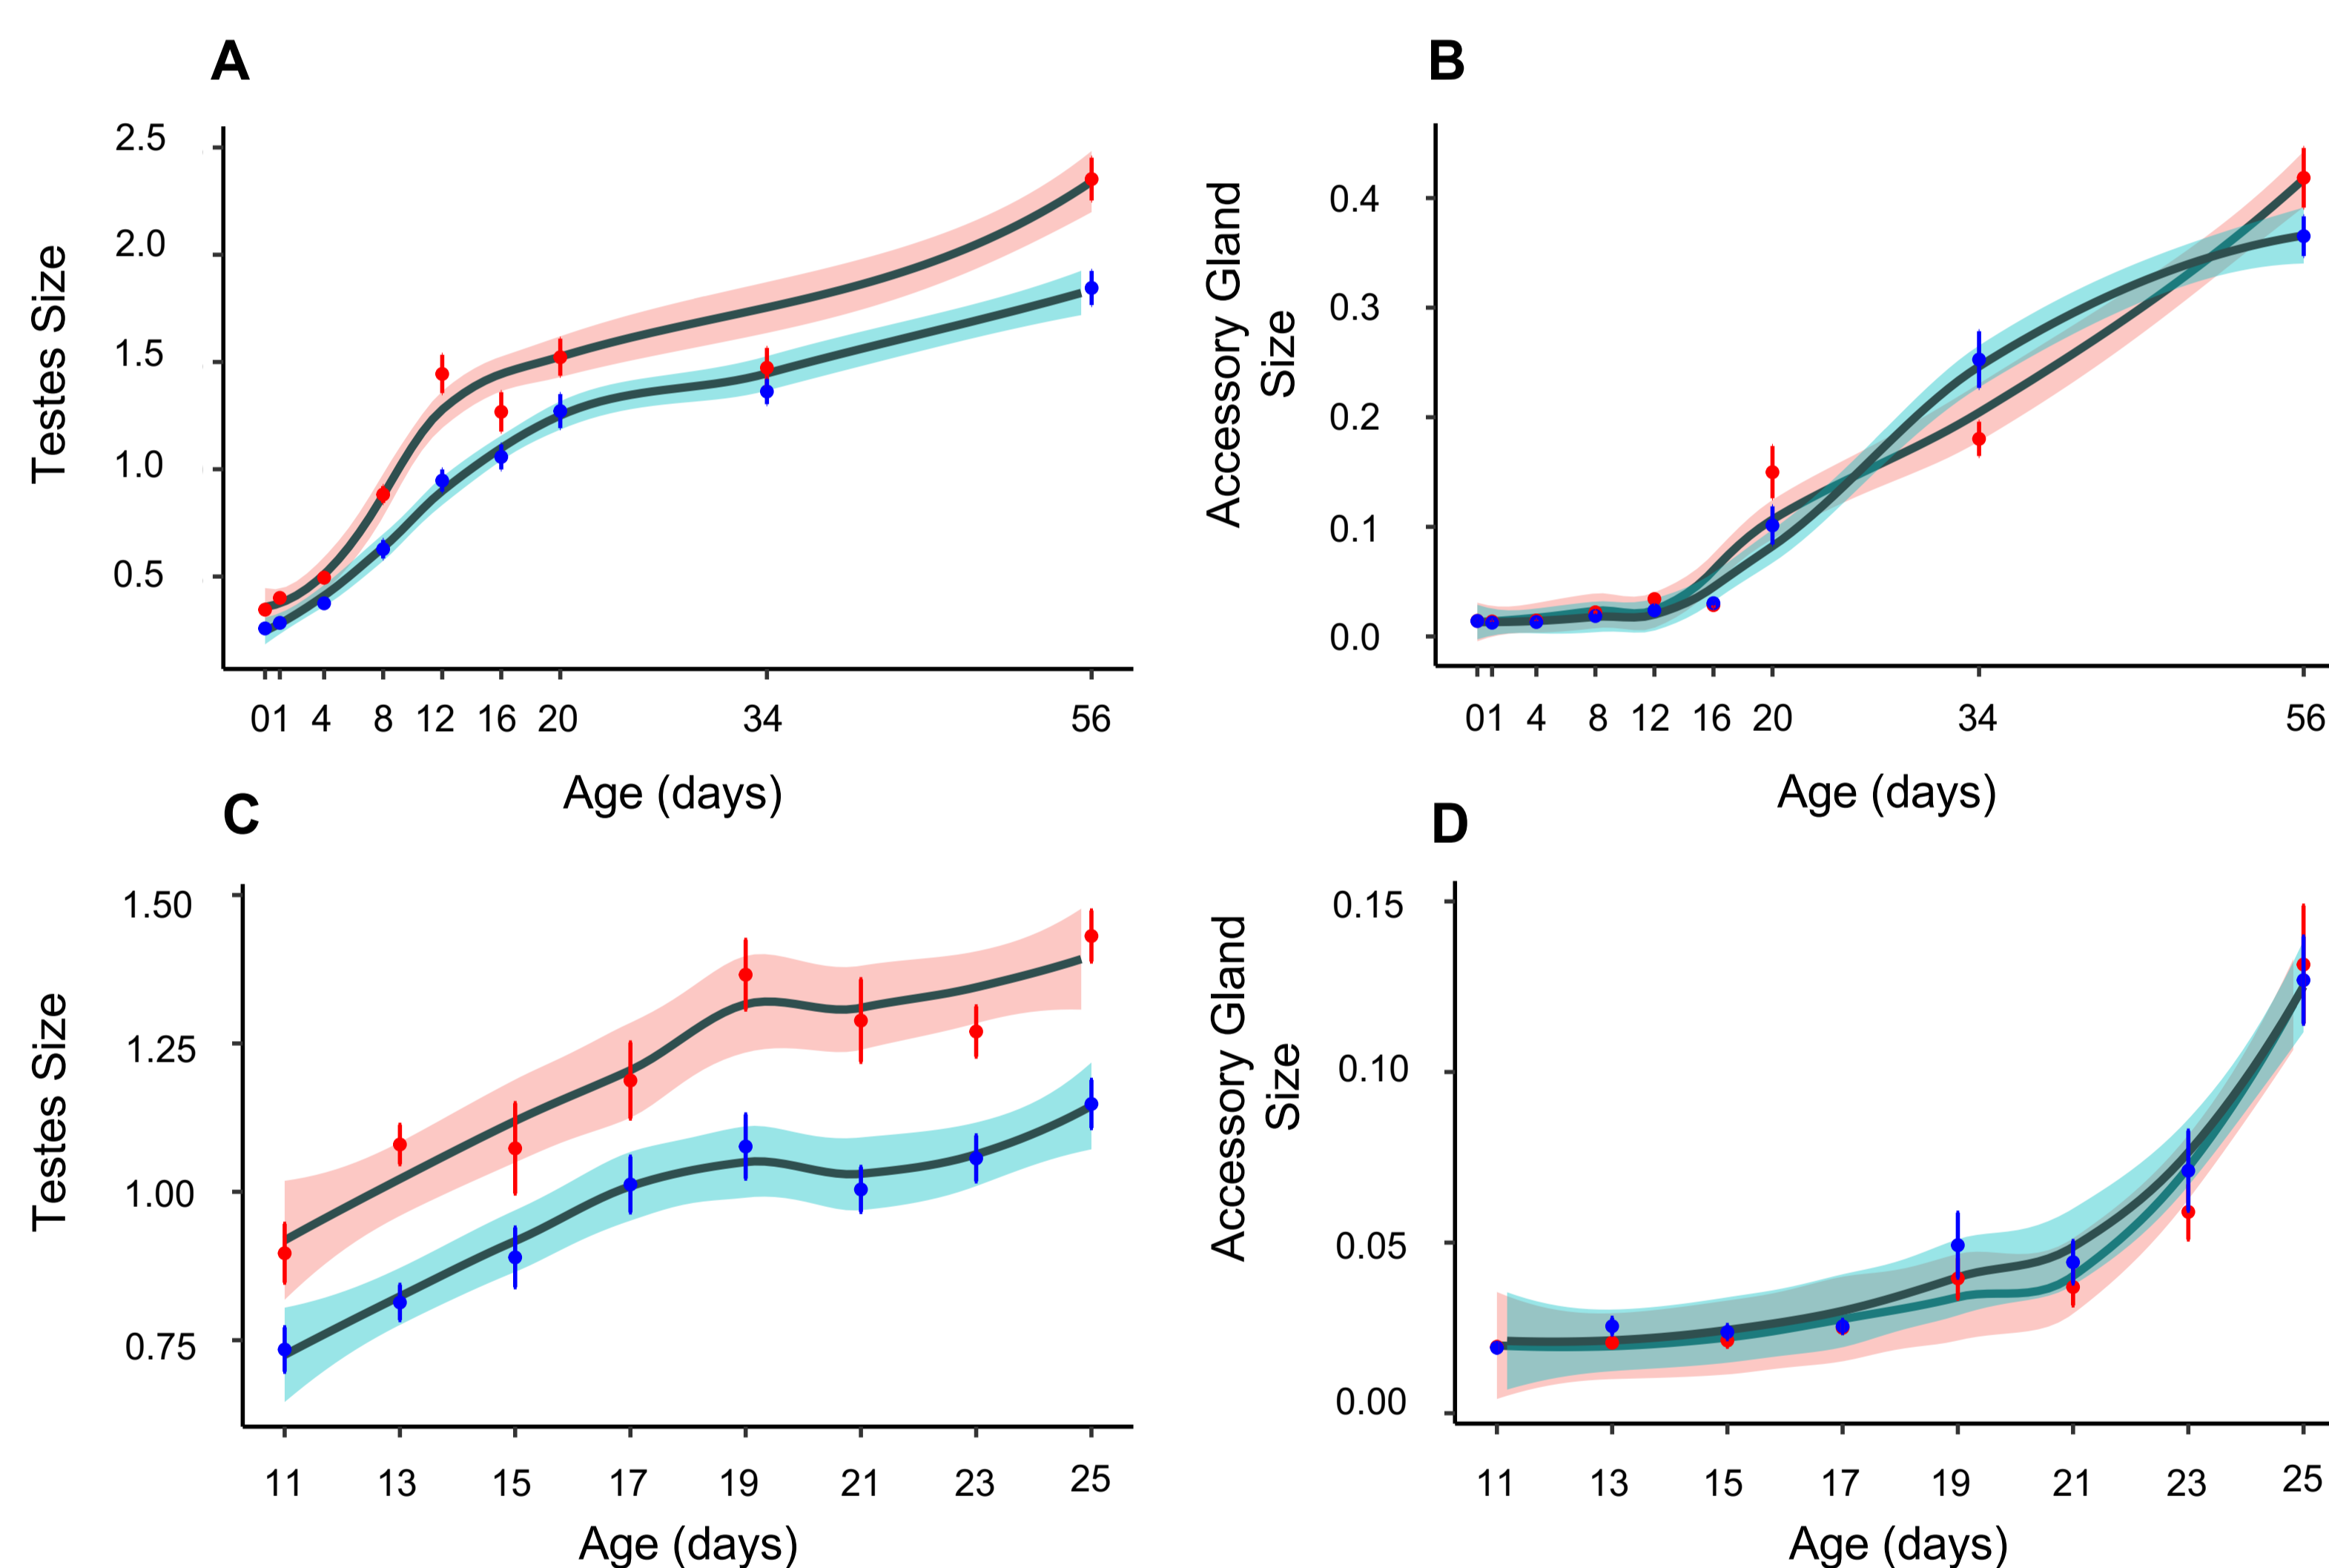 A
Testes Size
2.5
2.0
1.5
1.0
0.5
01 4 8 12 16 20 34 56
Age (days)
B
Accessory Gland
Size
0.4
0.3
0.2
0.1
0.0
01 4 8 12 16 20 34 56
Age (days)
C
Testes Size
1.50
1.25
1.00
0.75
11 13 15 17 19 21 23 25
Age (days)
D
Accessory Gland
Size
0.15
0.10
0.05
0.00
11 13 15 17 19 21 23 25
Age (days)